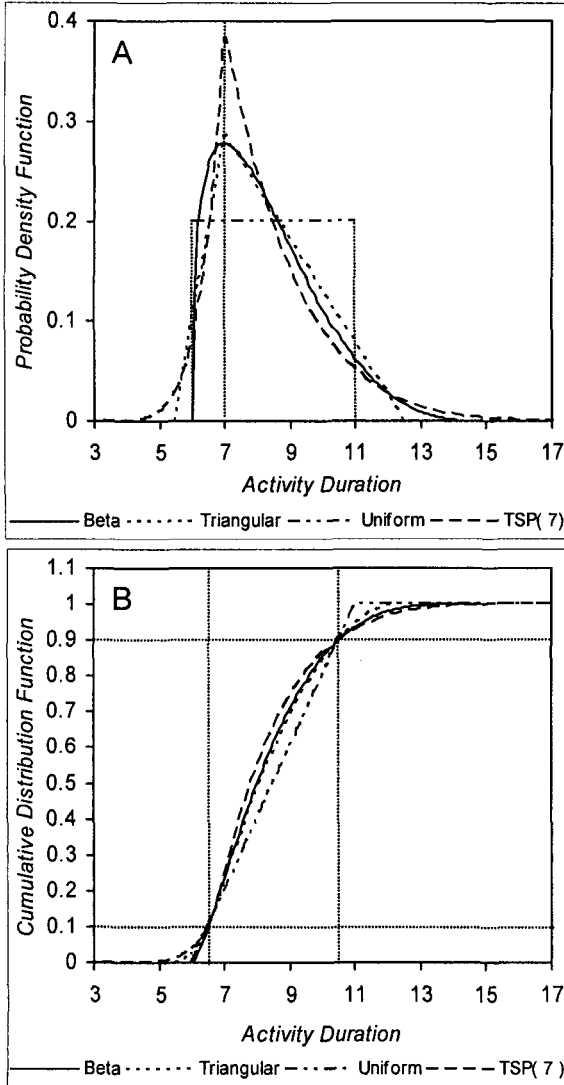 A
Probability Density Function
0.4
0.3
0.2
0.1
0
3 5 7 9 11 13 15 17
Activity Duration
Beta Triangular Uniform TSP( 7)
B
Cumulative Distribution Function
1.1
1
0.9
0.8
0.7
0.6
0.5
0.4
0.3
0.2
0.1
0
3 5 7 9 11 13 15 17
Activity Duration
Beta Triangular Uniform TSP( 7)